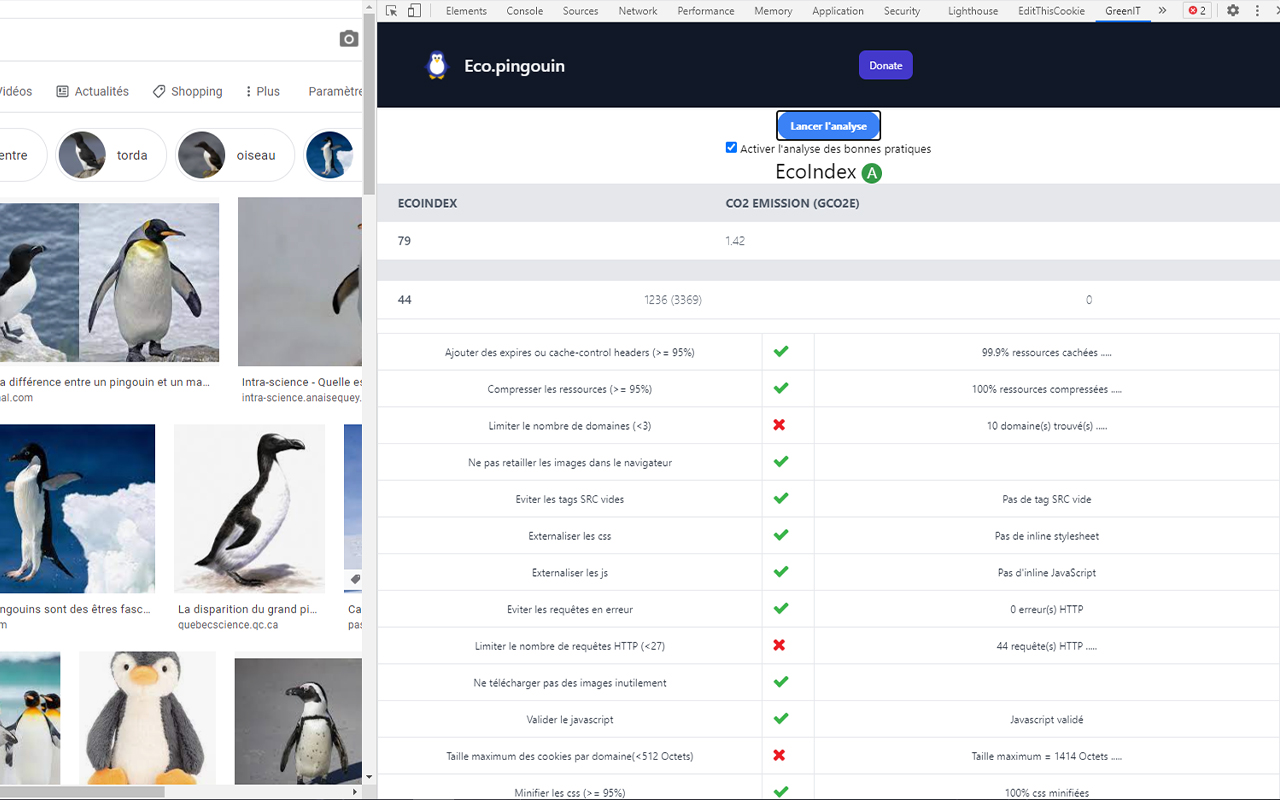 Elements Console Sources Network Performance Memory Application Security Lighthouse EditThisCookie GreenIT » 2
Vidéos Actualités Shopping Plus Paramètre
entre torda oiseau
a différence entre un pingouin et un ma...
al.com
Intra-science - Quelle es
intra-science.anaisequey.
ngouins sont des êtres fasc...
m
La disparition du grand pi...
quebecscience.qc.ca
Ca
pas
Eco.pingouin Donate
Lancer l'analyse
Activer l'analyse des bonnes pratiques
EcoIndex A
ECOINDEX CO2 EMISSION (GCO2E)
79 1.42
44 1236 (3369) 0
Ajouter des expires ou cache-control headers (>= 95%) 99.9% ressources cachées .....
Compresser les ressources (>= 95%) 100% ressources compressées .....
Limiter le nombre de domaines (<3) 10 domaine(s) trouvé(s) .....
Ne pas retailler les images dans le navigateur
Eviter les tags SRC vides Pas de tag SRC vide
Externaliser les css Pas de inline stylesheet
Externaliser les js Pas d'inline JavaScript
Eviter les requêtes en erreur 0 erreur(s) HTTP
Limiter le nombre de requêtes HTTP (<27) 44 requête(s) HTTP .....
Ne télécharger pas des images inutilement
Valider le javascript Javascript validé
Taille maximum des cookies par domaine(<512 Octets) Taille maximum = 1414 Octets .....
Minifier les css (>= 95%) 100% css minifiées